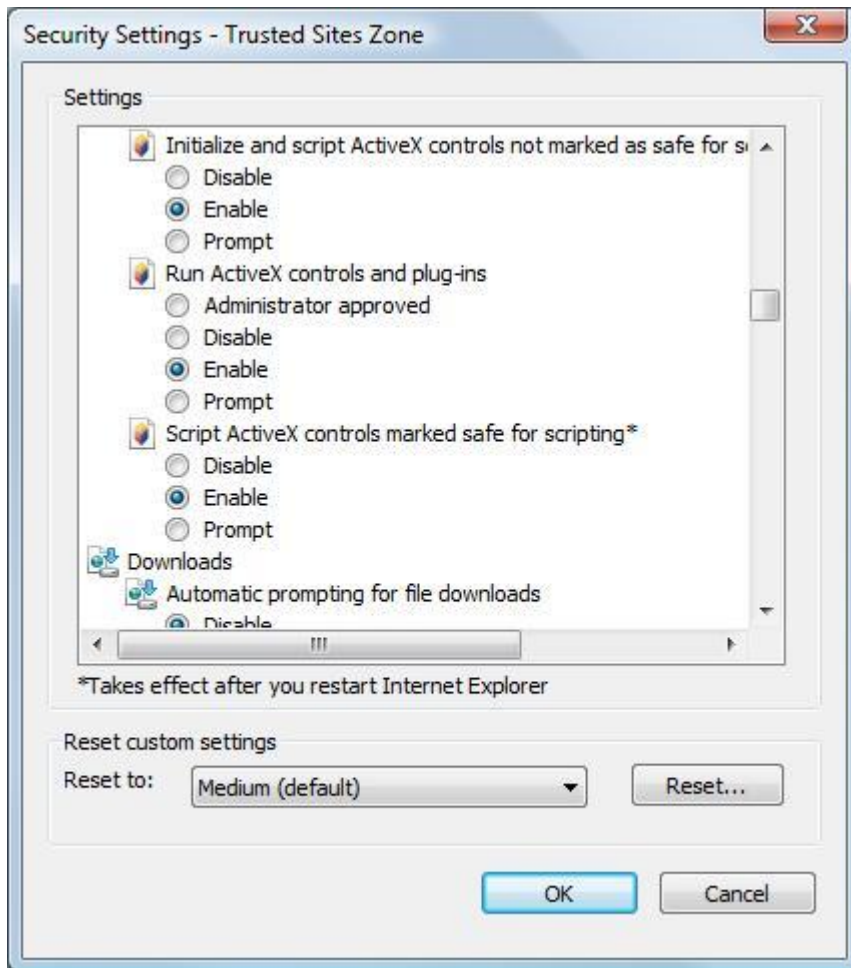 Security Settings - Trusted Sites Zone
Settings
Initialize and script ActiveX controls not marked as safe for s
Disable
Enable
Prompt
Run ActiveX controls and plug-ins
Administrator approved
Disable
Enable
Prompt
Script ActiveX controls marked safe for scripting*
Disable
Enable
Prompt
Downloads
Automatic prompting for file downloads
Disable
*Takes effect after you restart Internet Explorer
Reset custom settings
Reset to:
Medium (default)
Reset...
OK
Cancel